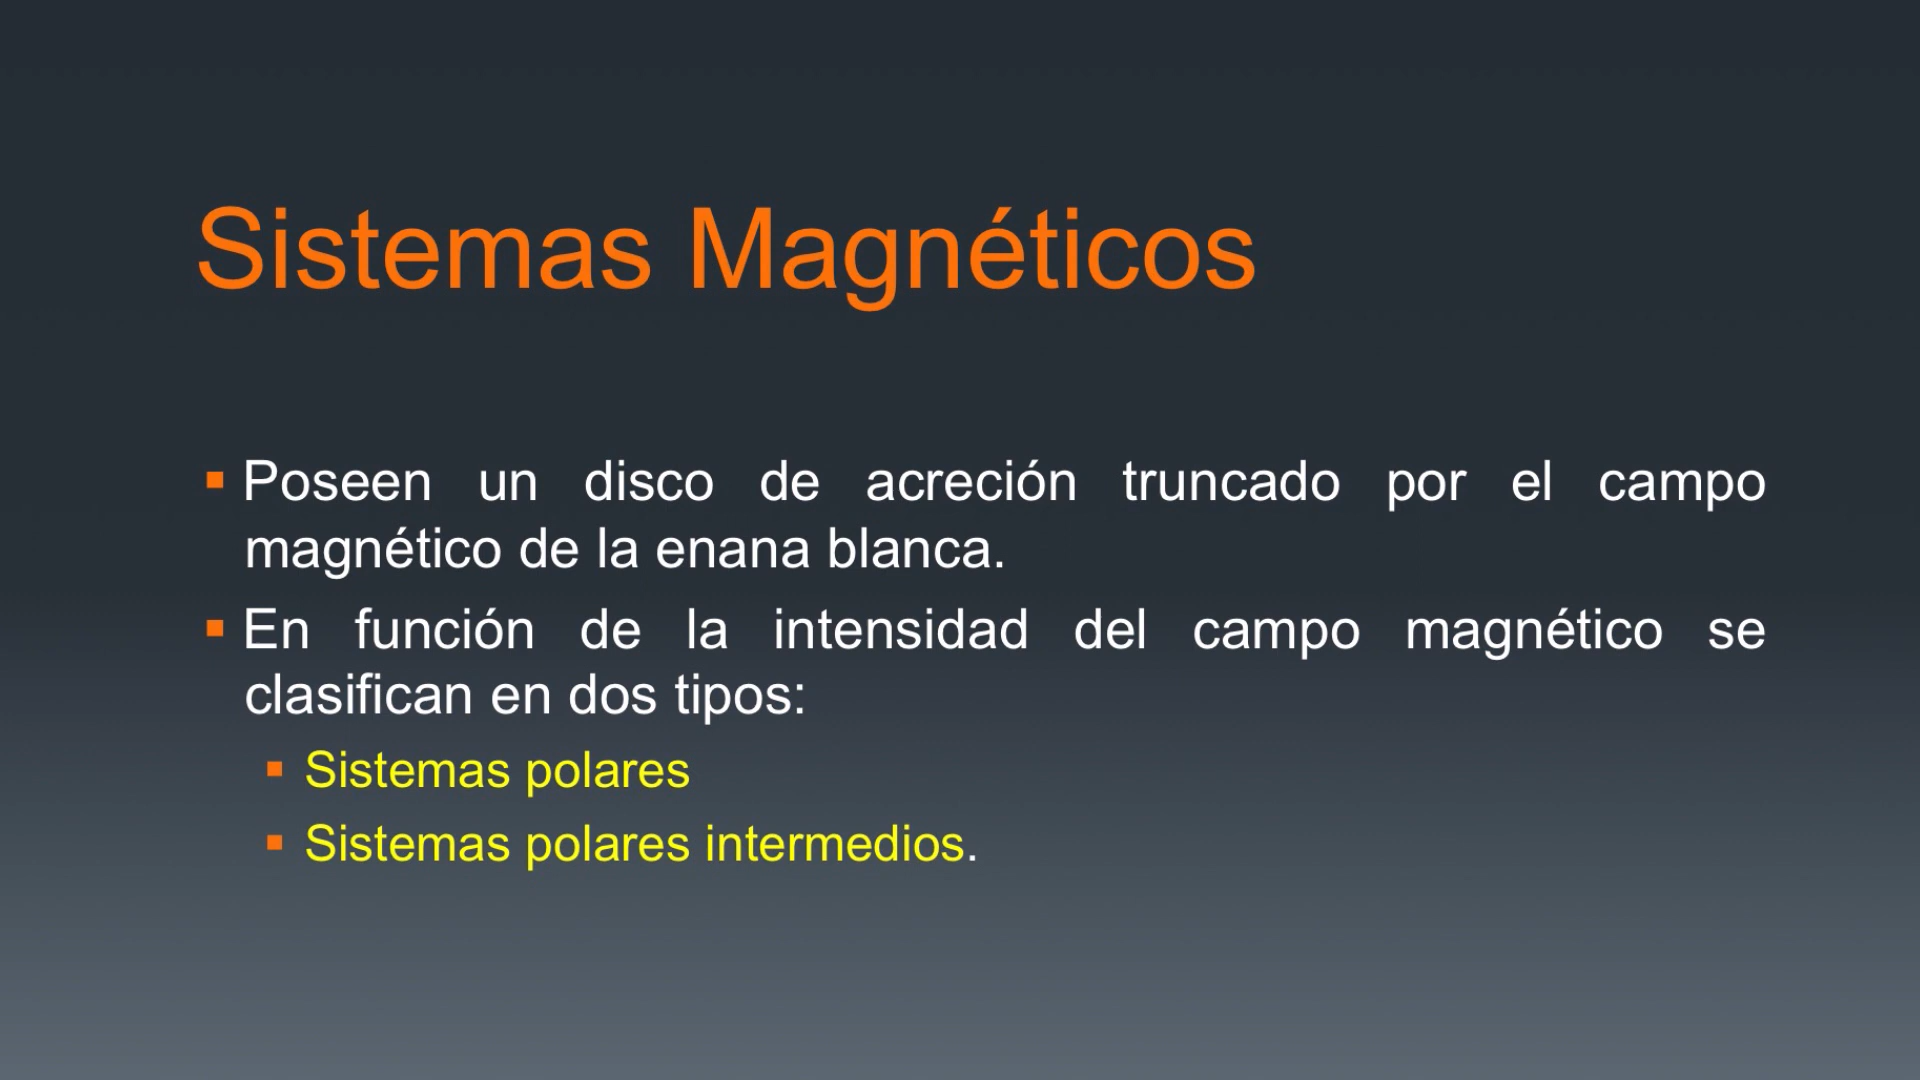 Sistemas Magnéticos
▪ Poseen un disco de acreción truncado por el campo
magnético de la enana blanca.
▪ En función de la intensidad del campo magnético se
clasifican en dos tipos:
▪ Sistemas polares
▪ Sistemas polares intermedios.